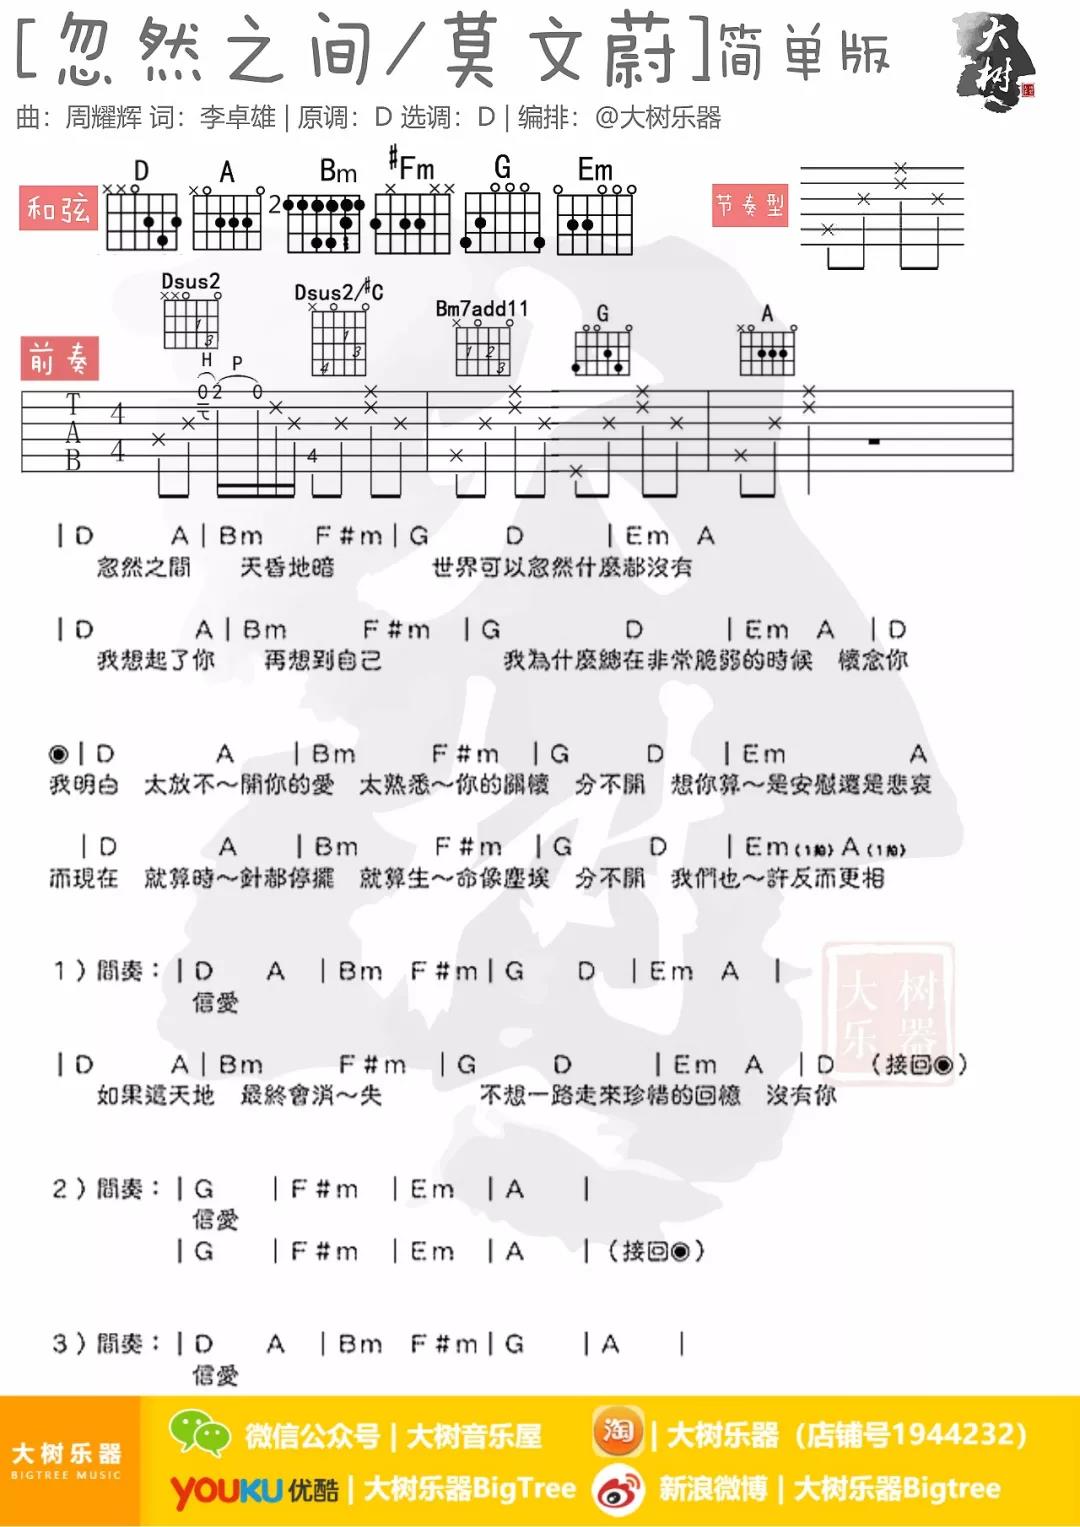 [忽然之间/莫文蔚]简单版
大树
曲：周耀辉 词：李卓雄 | 原调：D 选调：D | 编排：@大树乐器
和弦 D A Bm #Fm G Em 节奏型
2
前奏 Dsus2 Dsus2/#C Bm7add11 G A
H P
T A B 4 4 0 2 0 4
| D A | Bm F#m | G D | Em A
忽然之間 天昏地暗 世界可以忽然什麼都沒有
| D A | Bm F#m | G D | Em A | D
我想起了你 再想到自己 我為什麼總在非常脆弱的時候 懷念你
◉ | D A | Bm F#m | G D | Em A
我明白 太放不～開你的愛 太熟悉～你的關懷 分不開 想你算～是安慰還是悲哀
| D A | Bm F#m | G D | Em(1拍) A(1拍)
而現在 就算時～針都停擺 就算生～命像塵埃 分不開 我們也～許反而更相
1）間奏：| D A | Bm F#m | G D | Em A |
信愛
| D A | Bm F#m | G D | Em A | D （接回◉）
如果這天地 最終會消～失 不想一路走來珍惜的回憶 沒有你
2）間奏：| G | F#m | Em | A |
信愛
| G | F#m | Em | A |（接回◉）
3）間奏：| D A | Bm F#m | G | A |
信愛
大树乐器
大树乐器
BIGTREE MUSIC
微信公众号 | 大树音乐屋
淘 | 大树乐器（店铺号1944232）
YOUKU 优酷 | 大树乐器BigTree
新浪微博 | 大树乐器Bigtree